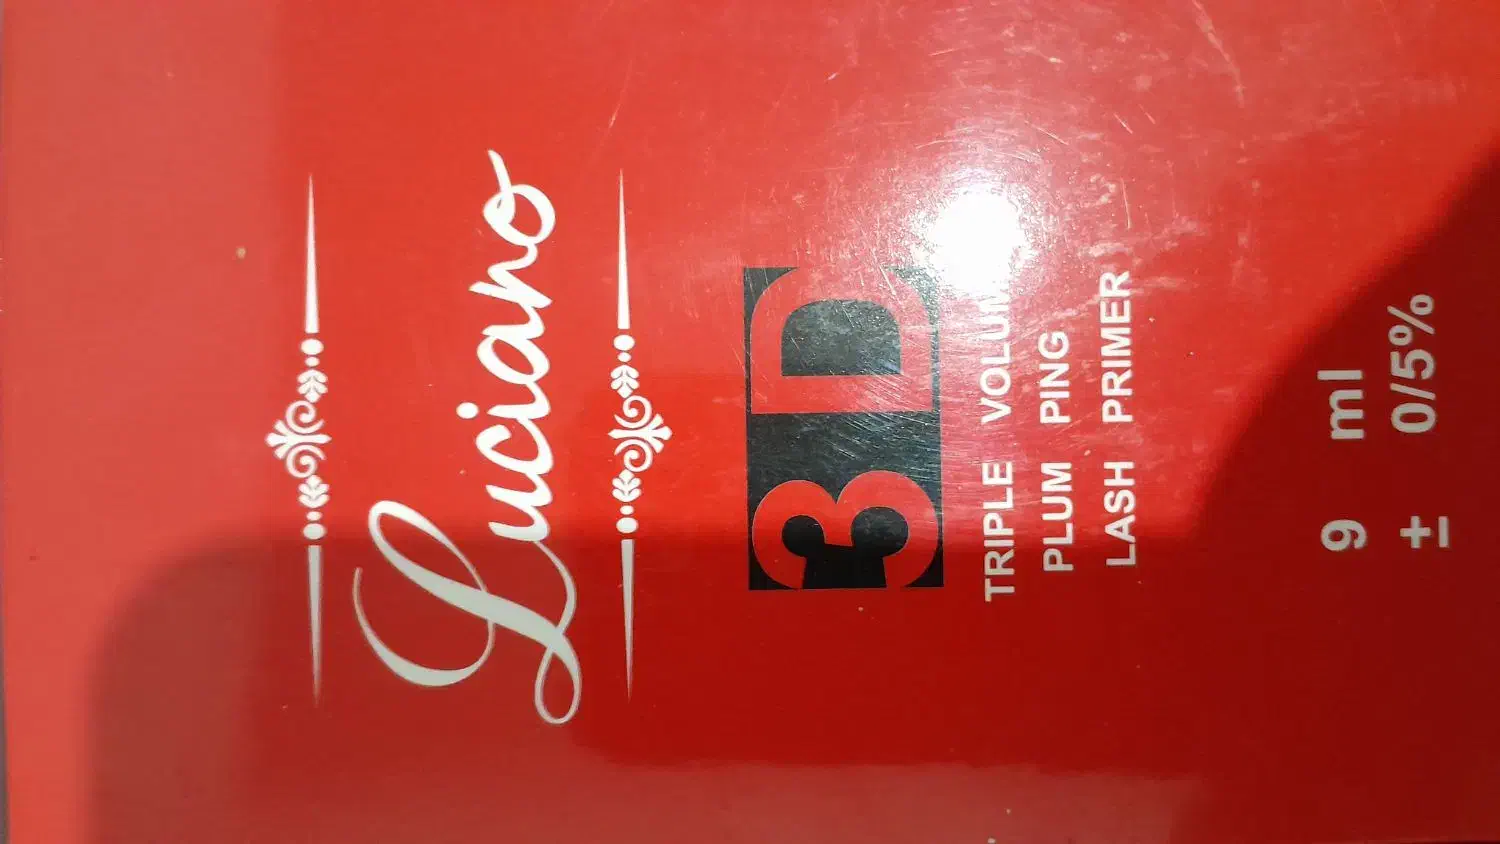 Luciano
3D
TRIPLE VOLUM
PLUM PING
LASH PRIMER
9 ml
± 0/5%